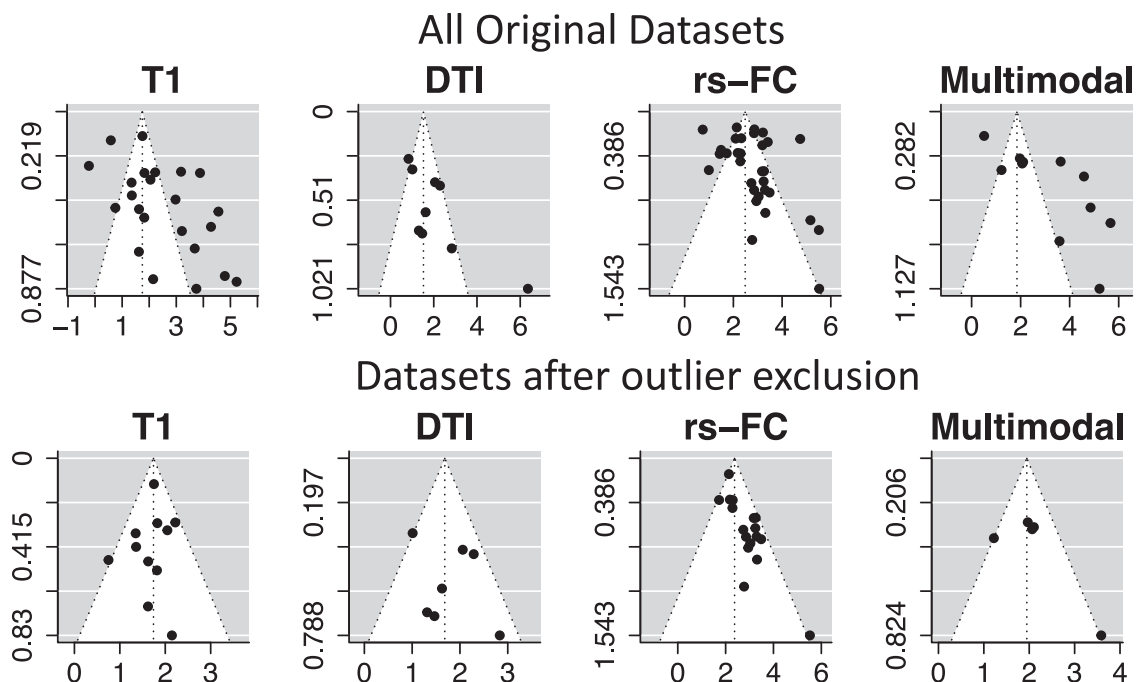 All Original Datasets
T1 DTI rs−FC Multimodal
0.877 0.219
−1 1 3 5
1.021 0.51 0
0 2 4 6
1.543 0.386
0 2 4 6
1.127 0.282
0 2 4 6
Datasets after outlier exclusion
T1 DTI rs−FC Multimodal
0.83 0.415 0
0 1 2 3
0.788 0.197
0 1 2 3
1.543 0.386
0 2 4 6
0.824 0.206
0 1 2 3 4